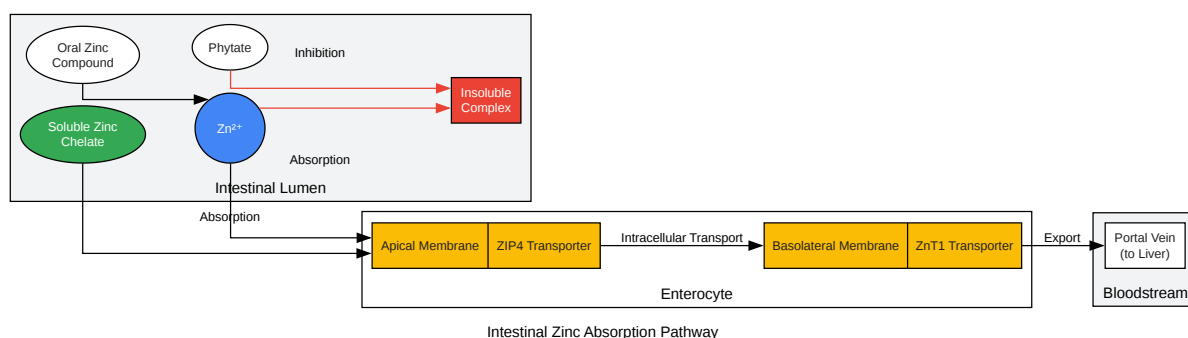 Oral Zinc
Compound
Phytate
Inhibition
Insoluble
Complex
Soluble Zinc
Chelate
Zn²⁺
Absorption
Intestinal Lumen
Absorption
Apical Membrane
ZIP4 Transporter
Intracellular Transport
Basolateral Membrane
ZnT1 Transporter
Export
Portal Vein
(to Liver)
Enterocyte
Bloodstream
Intestinal Zinc Absorption Pathway